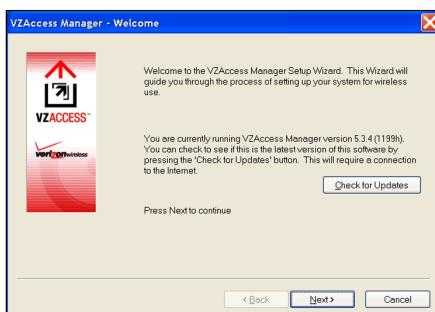 VZAccess Manager - Welcome
Welcome to the VZAccess Manager Setup Wizard. This Wizard will
guide you through the process of setting up your system for wireless
use.
VZACCESS℠
verizonwireless
You are currently running VZAccess Manager version 5.3.4 (1199h).
You can check to see if this is the latest version of this software by
pressing the 'Check for Updates' button. This will require a connection
to the Internet.
Check for Updates
Press Next to continue
< Back
Next >
Cancel